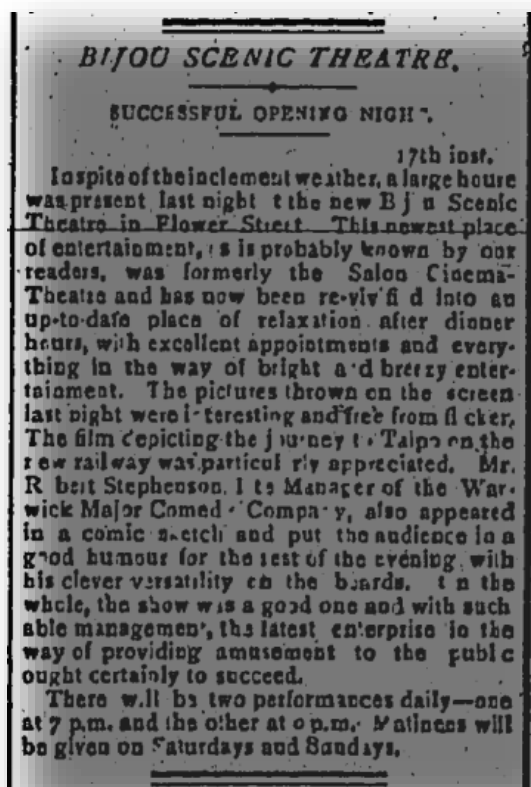 BIJOU SCENIC THEATRE.
SUCCESSFUL OPENING NIGHT.
17th inst.
In spite of the inclement weather, a large house
was present last night t the new B j u Scenic
Theatre in Flower Street This newest place
of entertainment, as is probably known by our
readers, was formerly the Salon Cinema-
Theatre and has now been re-viv'fi d into an
up-to-date place of relaxation after dinner
hours, with excellent appointments and every-
thing in the way of bright a d breezy enter-
tainment. The pictures thrown on the screen
last night were interesting and free from flicker.
The film depicting the journey to Taipo on the
new railway was particul rly appreciated. Mr.
R bert Stephenson, l te Manager of the War-
wick Major Comedy Company, also appeared
in a comic sketch and put the audience in a
good humour for the rest of the evening with
his clever versatility on the boards. On the
whole, the show was a good one and with such
able management, the latest enterprise in the
way of providing amusement to the public
ought certainly to succeed.
There will be two performances daily—one
at 7 p.m. and the other at p.m. Matinees will
be given on Saturdays and Sundays.